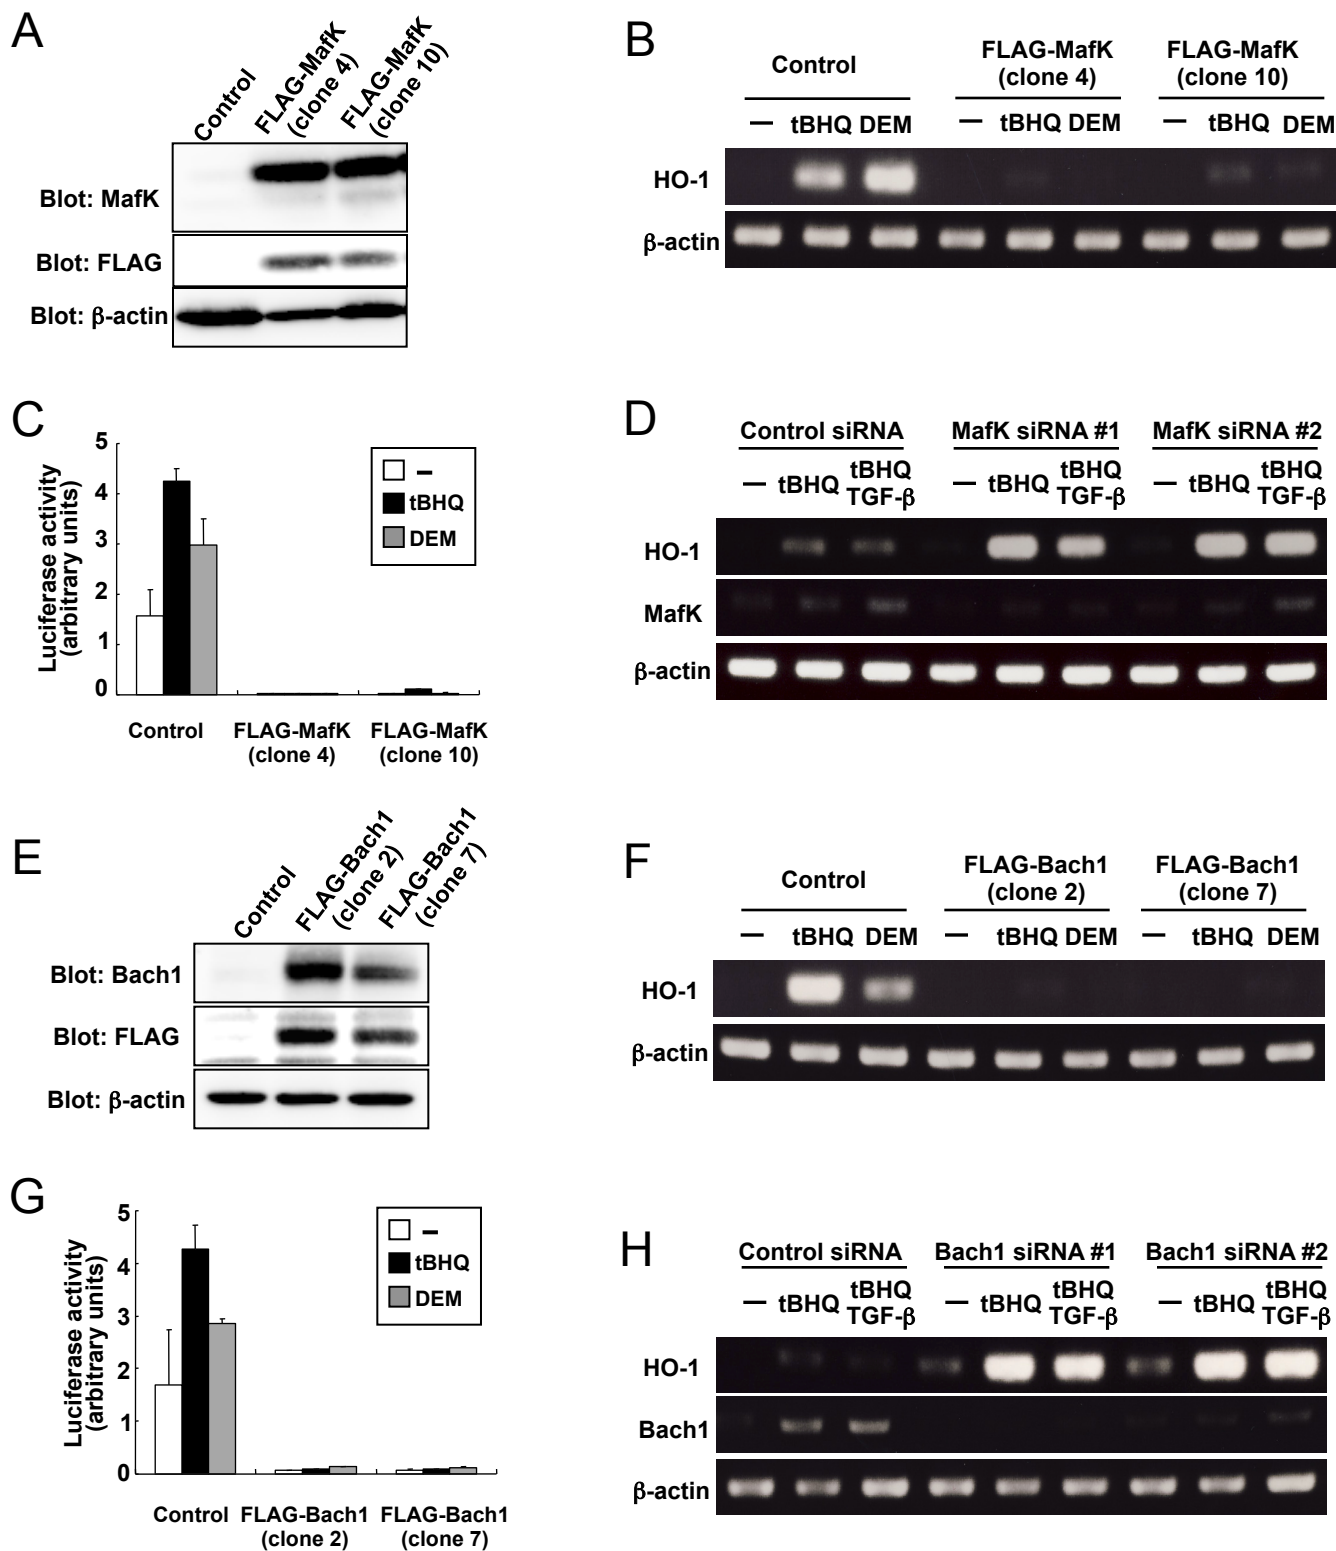 A
Control
FLAG-MafK
(clone 4)
FLAG-MafK
(clone 10)
Blot: MafK
Blot: FLAG
Blot: β-actin
B
Control
FLAG-MafK
(clone 4)
FLAG-MafK
(clone 10)
– tBHQ DEM – tBHQ DEM – tBHQ DEM
HO-1
β-actin
C
Luciferase activity
(arbitrary units)
5
4
3
2
1
0
–
tBHQ
DEM
Control
FLAG-MafK
(clone 4)
FLAG-MafK
(clone 10)
D
Control siRNA MafK siRNA #1 MafK siRNA #2
– tBHQ tBHQ TGF-β – tBHQ tBHQ TGF-β – tBHQ tBHQ TGF-β
HO-1
MafK
β-actin
E
Control
FLAG-Bach1
(clone 2)
FLAG-Bach1
(clone 7)
Blot: Bach1
Blot: FLAG
Blot: β-actin
F
Control
FLAG-Bach1
(clone 2)
FLAG-Bach1
(clone 7)
– tBHQ DEM – tBHQ DEM – tBHQ DEM
HO-1
β-actin
G
Luciferase activity
(arbitrary units)
5
4
3
2
1
0
–
tBHQ
DEM
Control
FLAG-Bach1
(clone 2)
FLAG-Bach1
(clone 7)
H
Control siRNA Bach1 siRNA #1 Bach1 siRNA #2
– tBHQ tBHQ TGF-β – tBHQ tBHQ TGF-β – tBHQ tBHQ TGF-β
HO-1
Bach1
β-actin